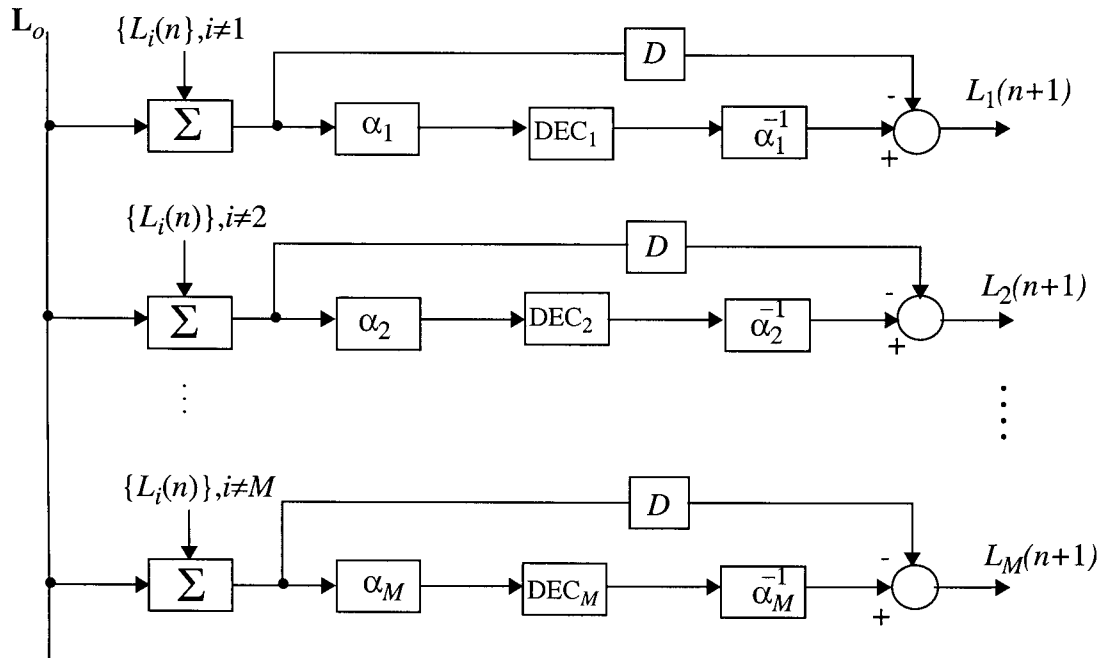 L_o
{L_i(n},i≠1
D
Σ
α_1
DEC_1
α_1^{-1}
-
+
L_1(n+1)
{L_i(n)},i≠2
D
Σ
α_2
DEC_2
α_2^{-1}
-
+
L_2(n+1)
⋮
⋮
{L_i(n)},i≠M
D
Σ
α_M
DEC_M
α_M^{-1}
-
+
L_M(n+1)